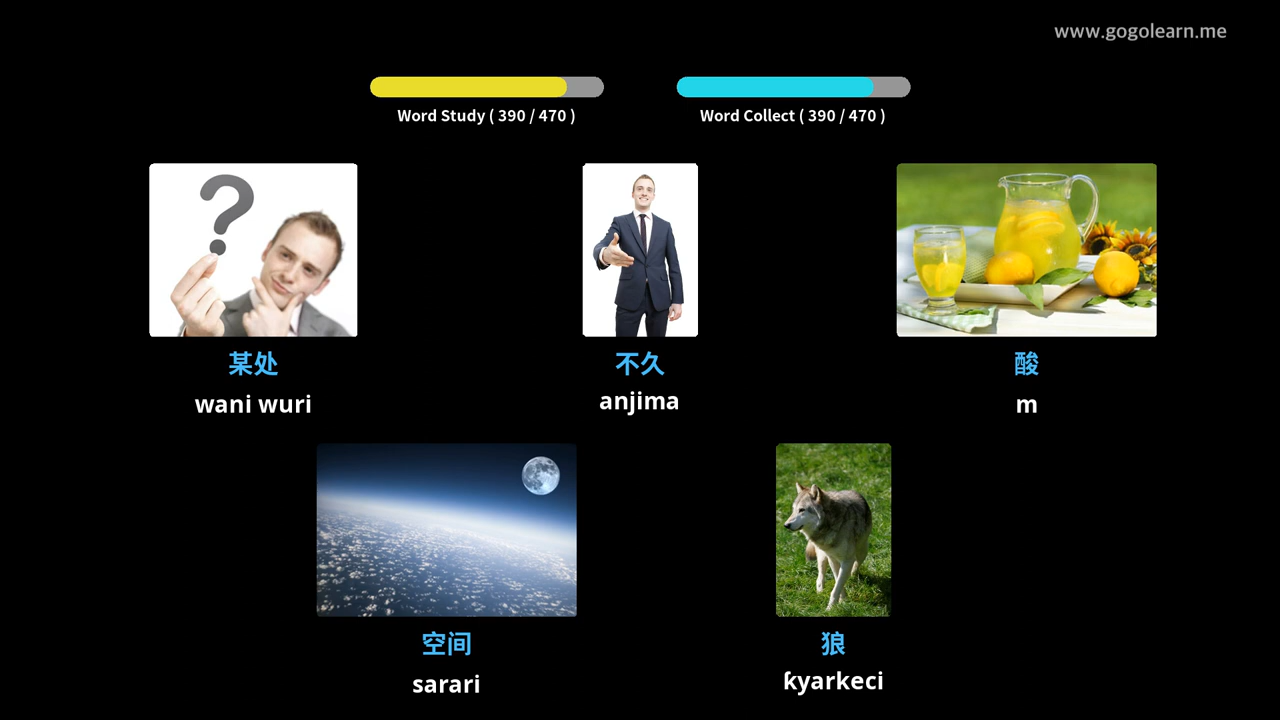 www.gogolearn.me
Word Study ( 390 / 470 )
Word Collect ( 390 / 470 )
某处
wani wuri
不久
anjima
酸
m
空间
sarari
狼
ƙyarkeci